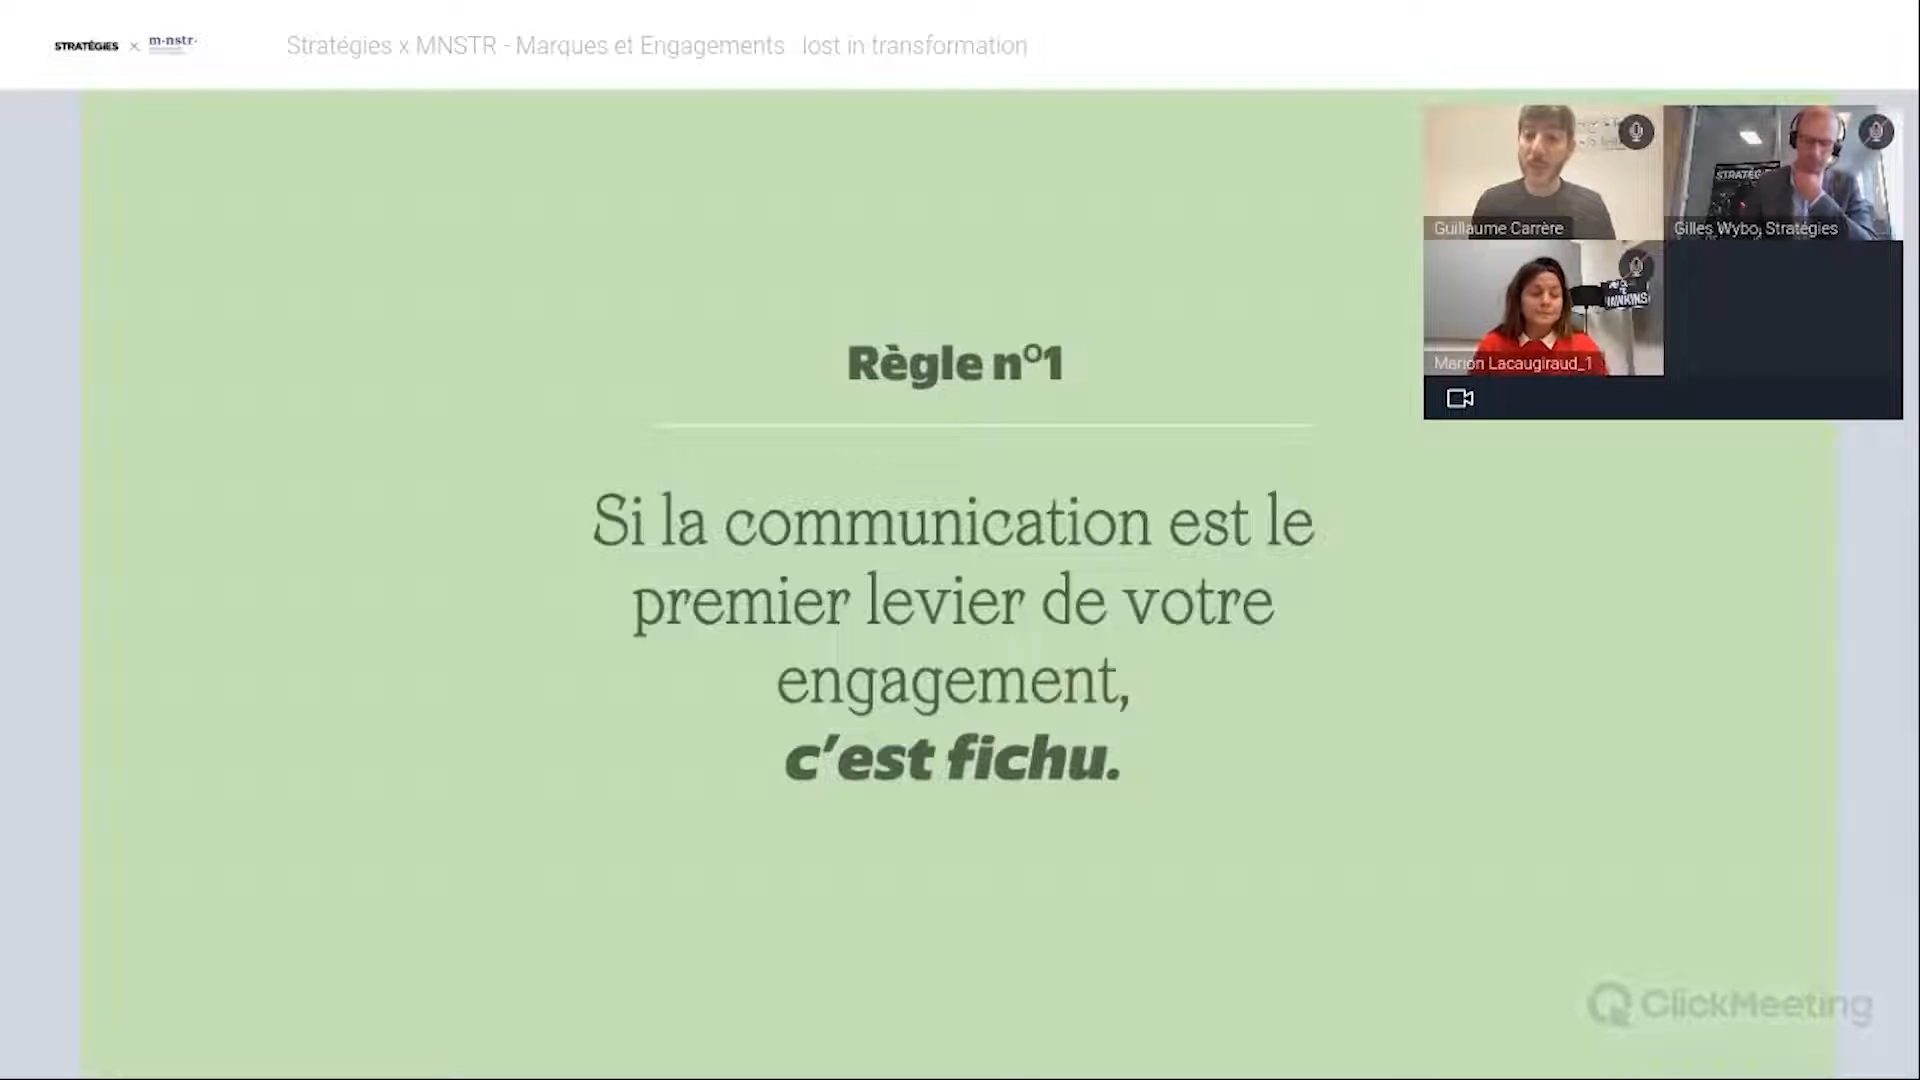 STRATÉGIES × m·nstr·
Stratégies x MNSTR - Marques et Engagements lost in transformation
Guillaume Carrère
STRATÉG
Gilles Wybo, Stratégies
Marion Lacaugiraud_1
Règle n°1
Si la communication est le
premier levier de votre
engagement,
c'est fichu.
ClickMeeting